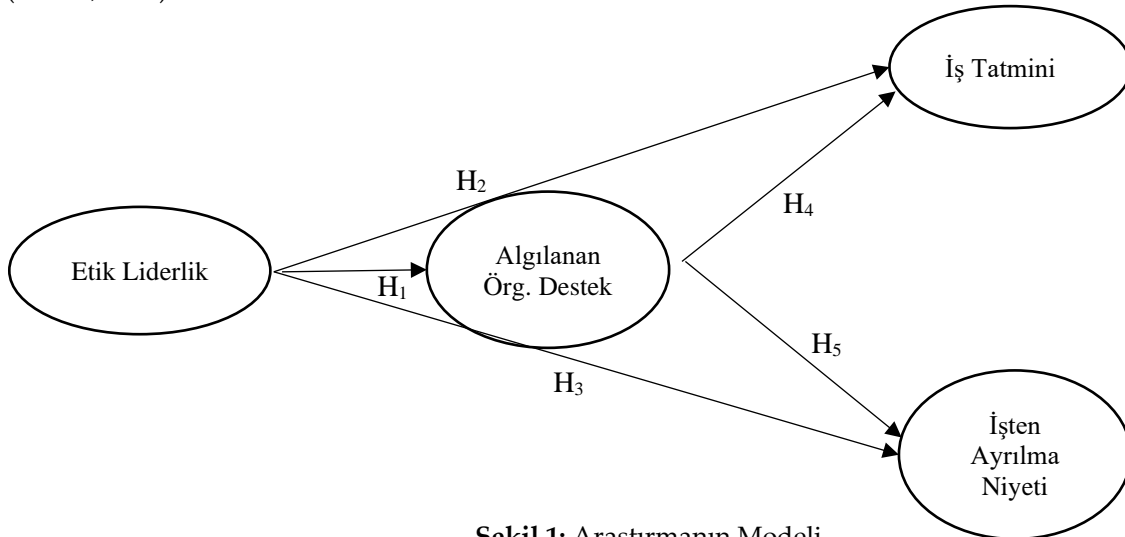 İş Tatmini
H₂
H₄
Etik Liderlik
Algılanan
Örg. Destek
H₁
H₅
H₃
İşten
Ayrılma
Niyeti
Şekil 1: Araştırmanın Modeli